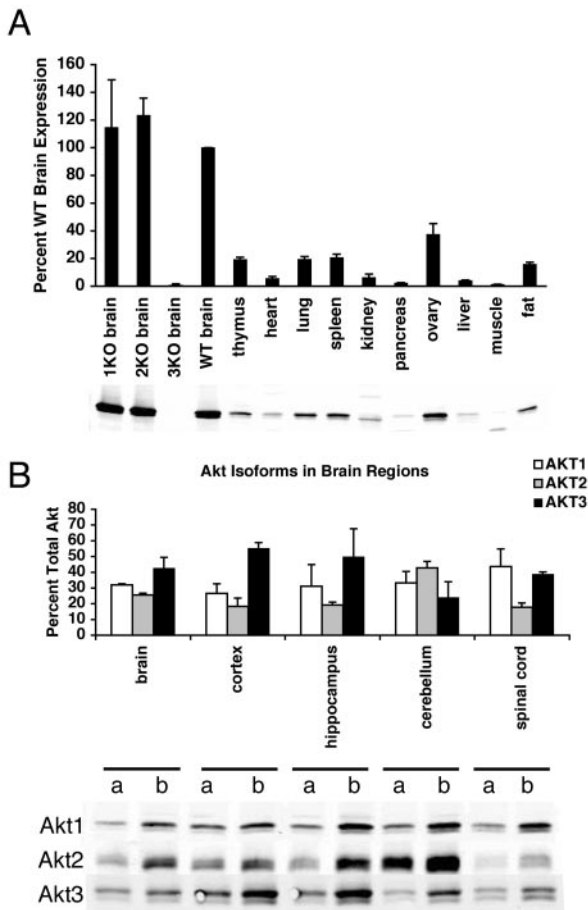 A
Percent WT Brain Expression
160
140
120
100
80
60
40
20
0
1KO brain
2KO brain
3KO brain
WT brain
thymus
heart
lung
spleen
kidney
pancreas
ovary
liver
muscle
fat
B
Akt Isoforms in Brain Regions
AKT1
AKT2
AKT3
Percent Total Akt
80
70
60
50
40
30
20
10
0
brain
cortex
hippocampus
cerebellum
spinal cord
a b a b a b a b a b
Akt1
Akt2
Akt3